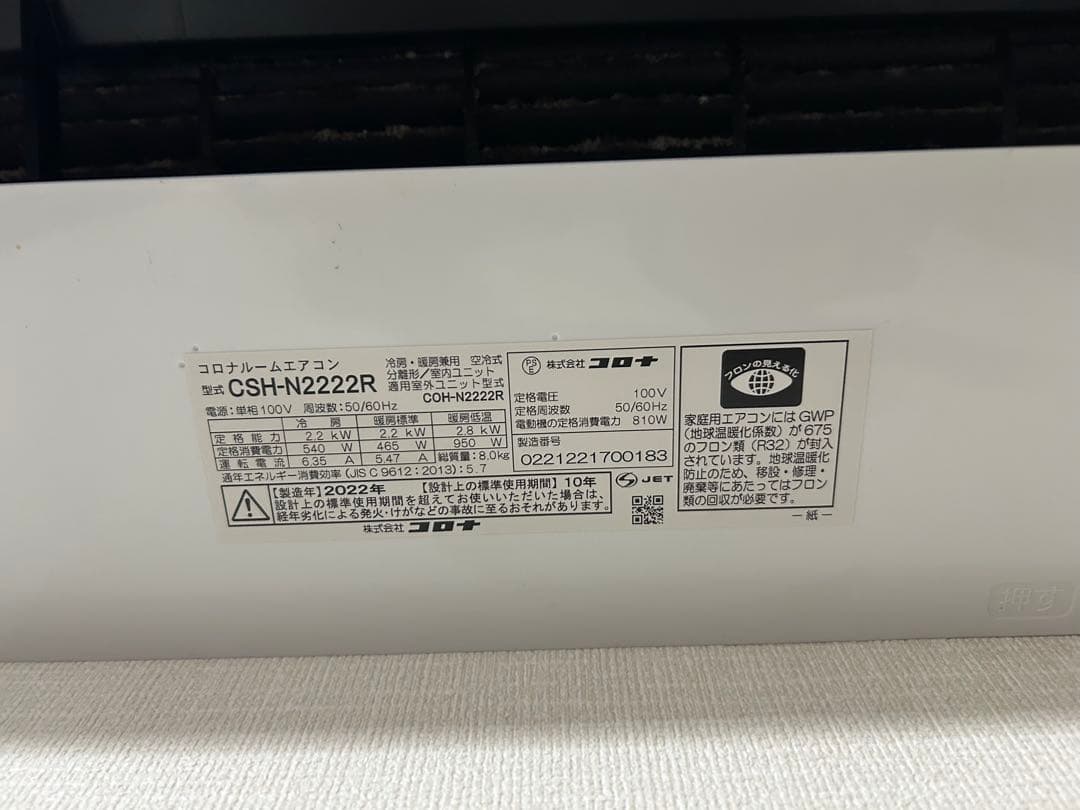 コロナルームエアコン
冷房・暖房兼用 空冷式
分離形/室内ユニット
型式 CSH-N2222R
適用室外ユニット型式
COH-N2222R
電源:単相100V 周波数:50/60Hz
冷房 暖房標準 暖房低温
定格能力 2.2 kW 2.2 kW 2.8 kW
定格消費電力 540 W 465 W 950 W
運転電流 6.35 A 5.47 A 総質量:8.0kg
通年エネルギー消費効率(JIS C 9612:2013):5.7
【製造年】2022年 【設計上の標準使用期間】10年
設計上の標準使用期間を超えてお使いいただいた場合は、
経年劣化による発火・けがなどの事故に至るおそれがあります。
株式会社 コロナ
PS
E
株式会社 コロナ
定格電圧 100V
定格周波数 50/60Hz
電動機の定格消費電力 810W
製造番号
0221221700183
JET
フロンの見える化
家庭用エアコンにはGWP
(地球温暖化係数)が675
のフロン類(R32)が封入
されています。地球温暖化
防止のため、移設・修理・
廃棄等にあたってはフロン
類の回収が必要です。
-紙-
押す